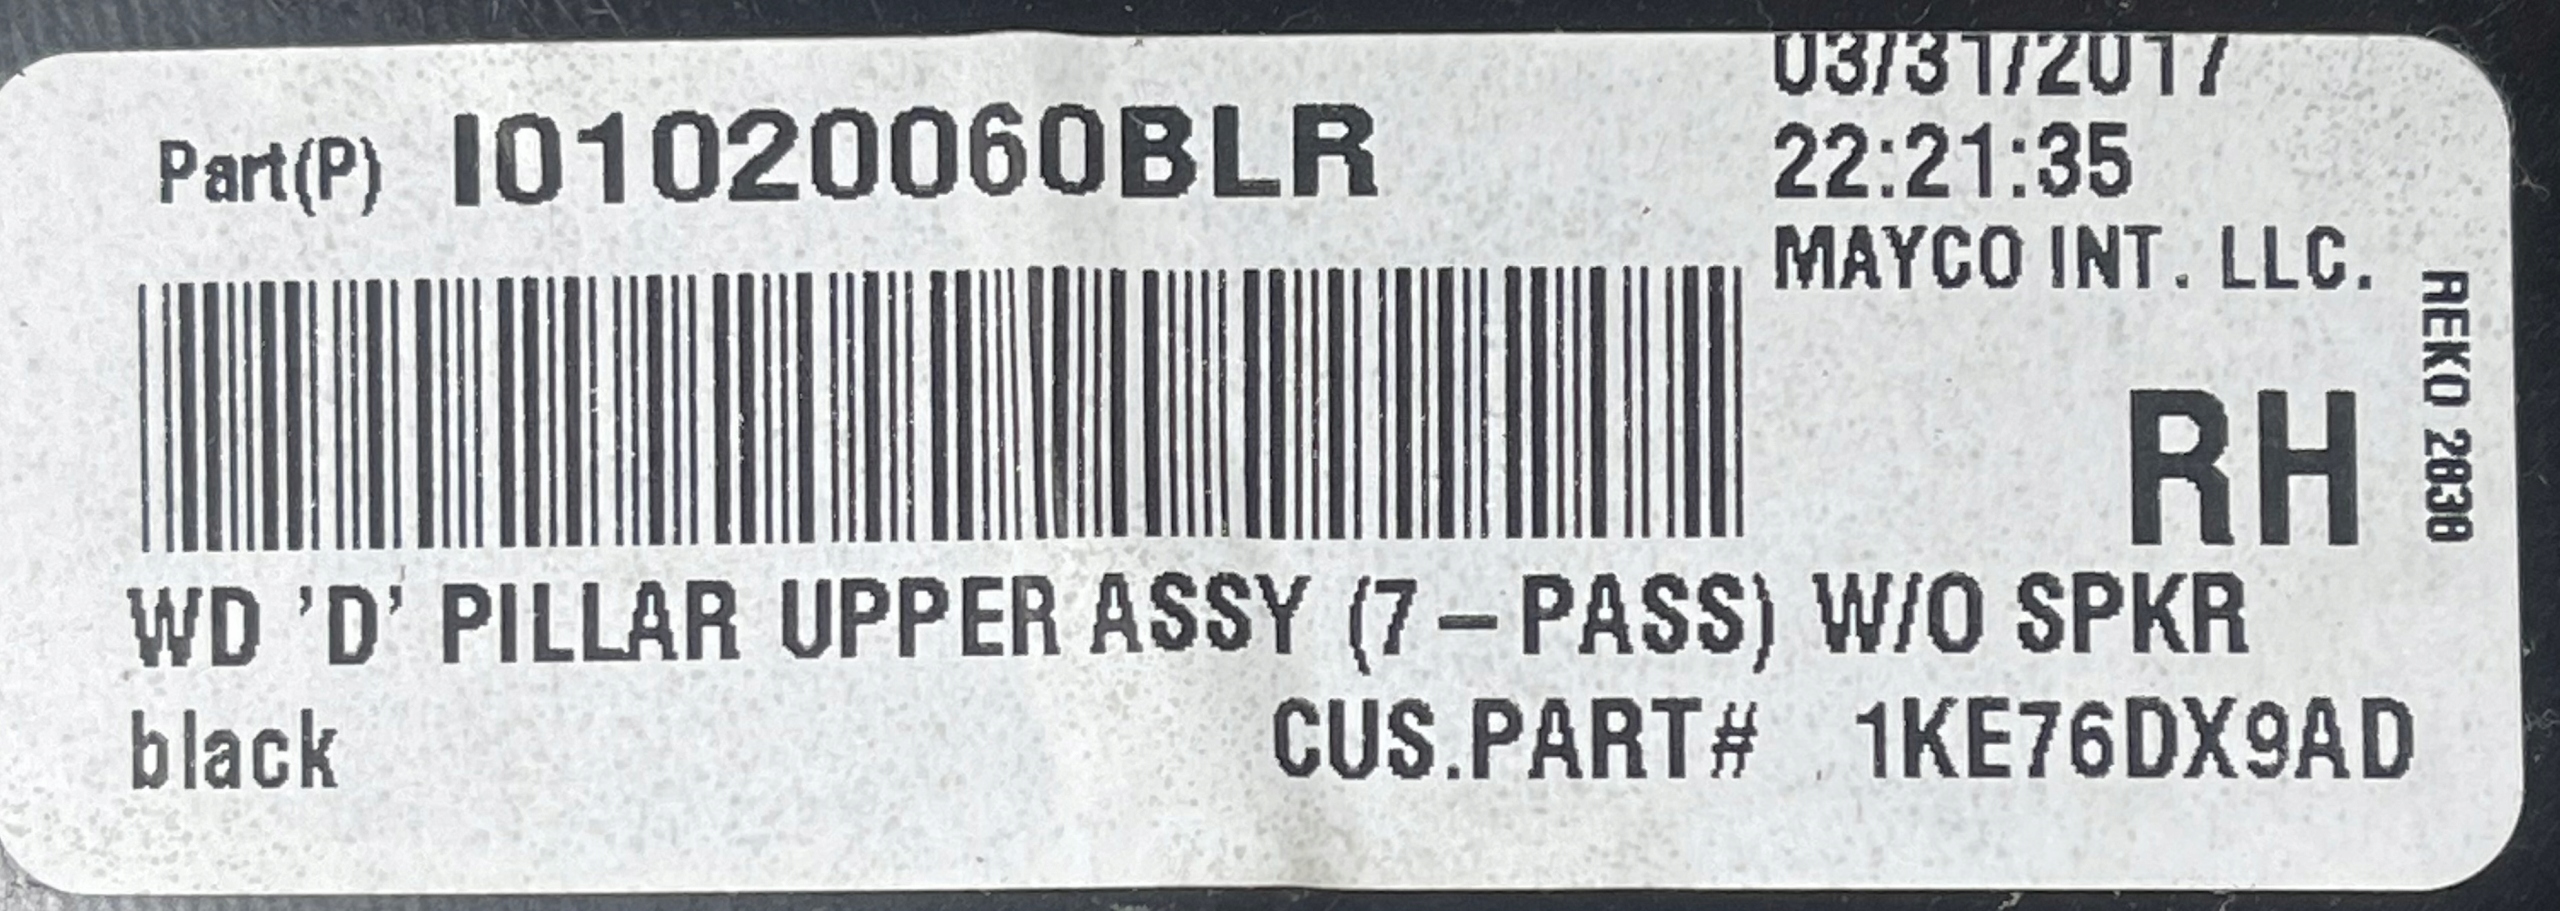 03/31/2017
Part(P) I01020060BLR
22:21:35
MAYCO INT. LLC.
REKO 2838
RH
WD 'D' PILLAR UPPER ASSY (7-PASS) W/O SPKR
black
CUS.PART# 1KE76DX9AD